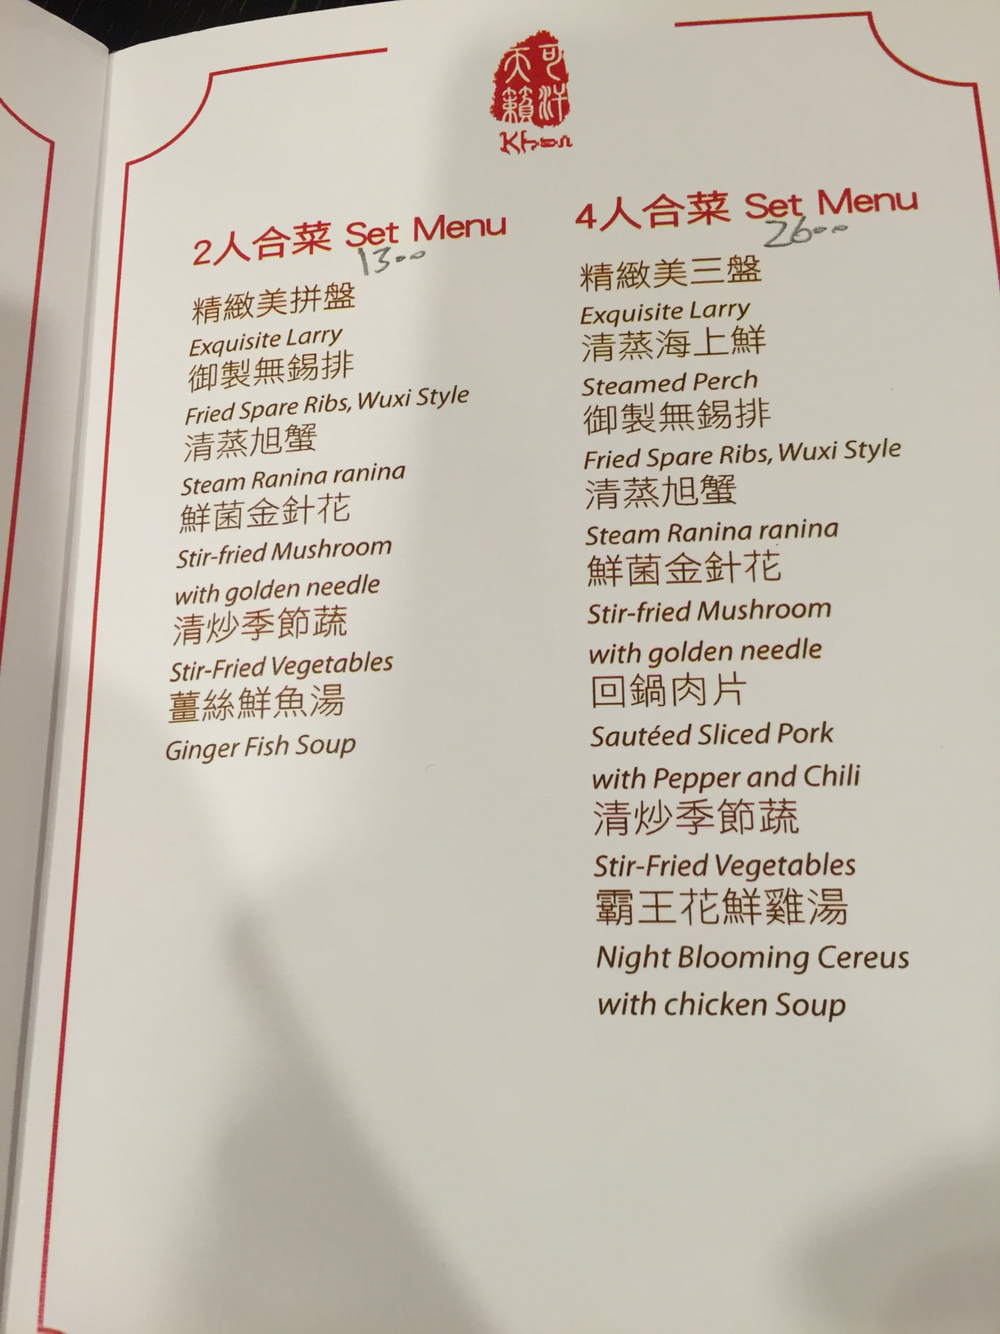 可汗
天籟
Khan
2人合菜 Set Menu
1300
精緻美拼盤
Exquisite Larry
御製無錫排
Fried Spare Ribs, Wuxi Style
清蒸旭蟹
Steam Ranina ranina
鮮菌金針花
Stir-fried Mushroom
with golden needle
清炒季節蔬
Stir-Fried Vegetables
薑絲鮮魚湯
Ginger Fish Soup
4人合菜 Set Menu
2600
精緻美三盤
Exquisite Larry
清蒸海上鮮
Steamed Perch
御製無錫排
Fried Spare Ribs, Wuxi Style
清蒸旭蟹
Steam Ranina ranina
鮮菌金針花
Stir-fried Mushroom
with golden needle
回鍋肉片
Sautéed Sliced Pork
with Pepper and Chili
清炒季節蔬
Stir-Fried Vegetables
霸王花鮮雞湯
Night Blooming Cereus
with chicken Soup